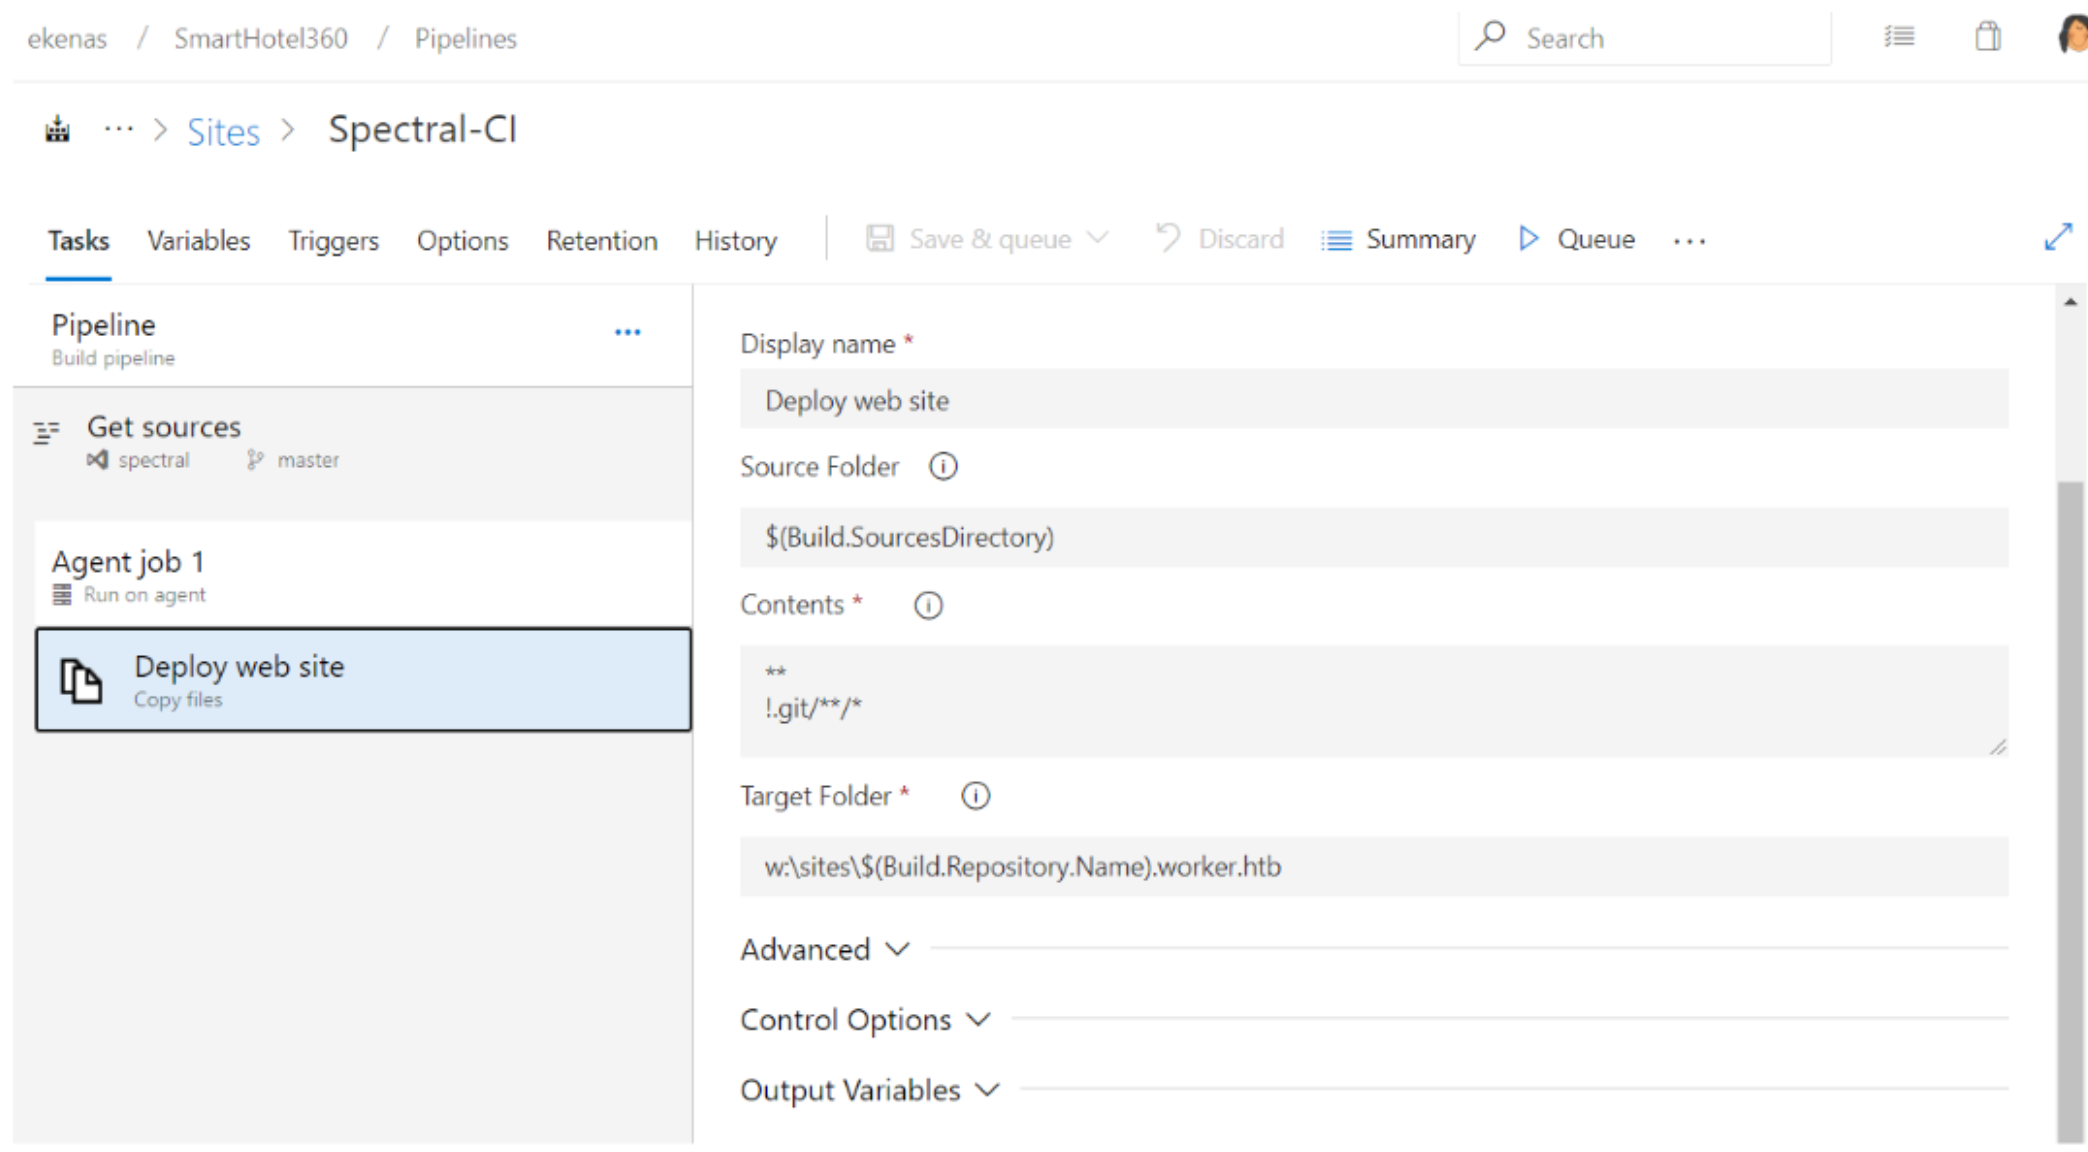 ekenas / SmartHotel360 / Pipelines
Search
··· > Sites > Spectral-CI
Tasks Variables Triggers Options Retention History Save & queue Discard Summary Queue ···
Pipeline ···
Build pipeline
Get sources
spectral master
Agent job 1
Run on agent
Deploy web site
Copy files
Display name *
Deploy web site
Source Folder
$(Build.SourcesDirectory)
Contents *
**
!.git/**/*
Target Folder *
w:\sites\$(Build.Repository.Name).worker.htb
Advanced
Control Options
Output Variables